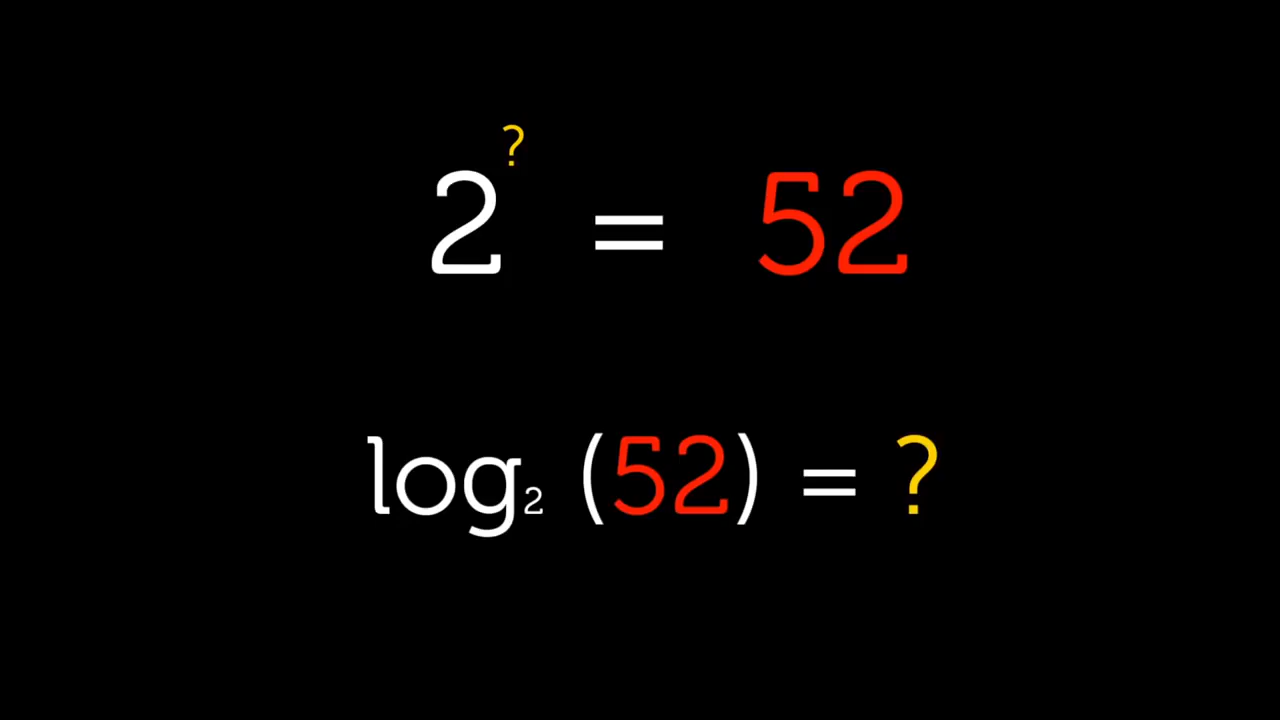 2^? = 52
log₂ (52) = ?